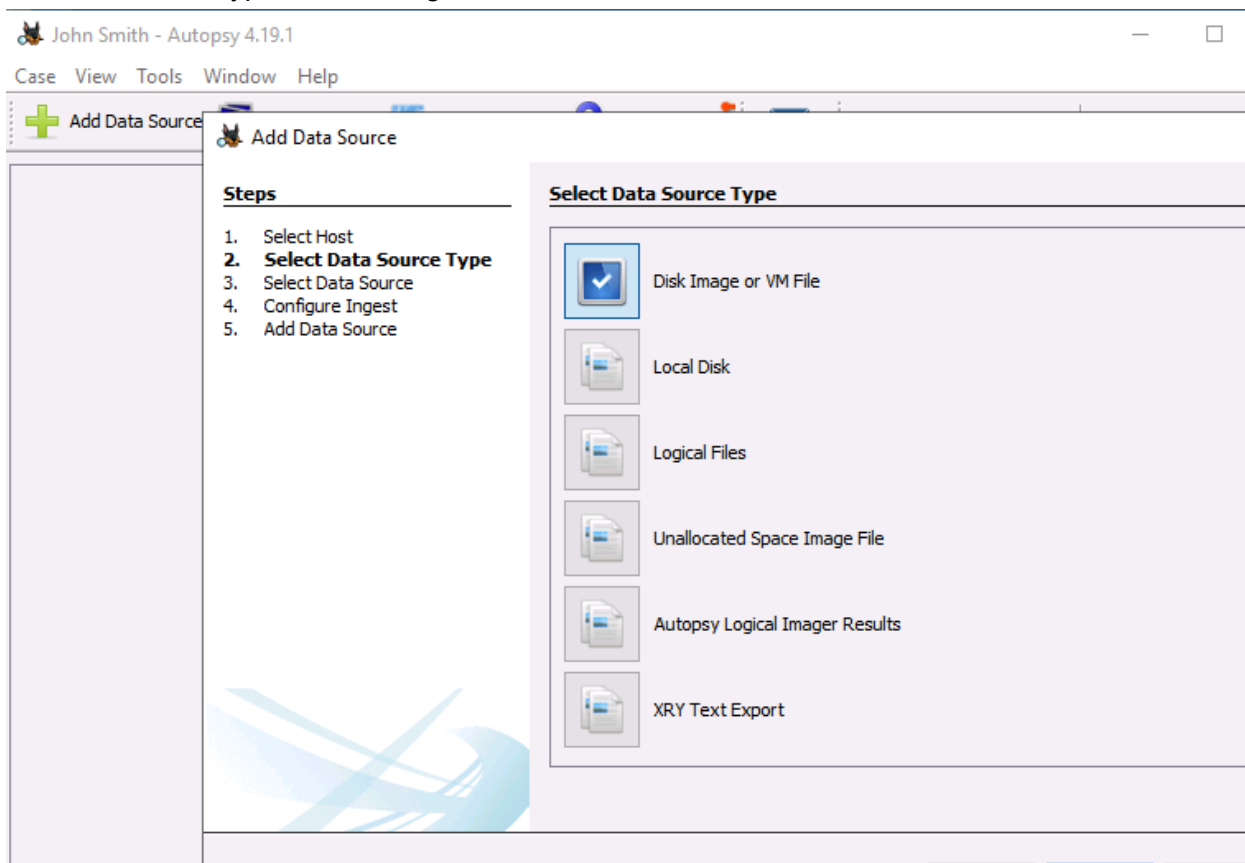 John Smith - Autopsy 4.19.1
Case View Tools Window Help
Add Data Source
Add Data Source
Steps
1. Select Host
2. Select Data Source Type
3. Select Data Source
4. Configure Ingest
5. Add Data Source
Select Data Source Type
Disk Image or VM File
Local Disk
Logical Files
Unallocated Space Image File
Autopsy Logical Imager Results
XRY Text Export